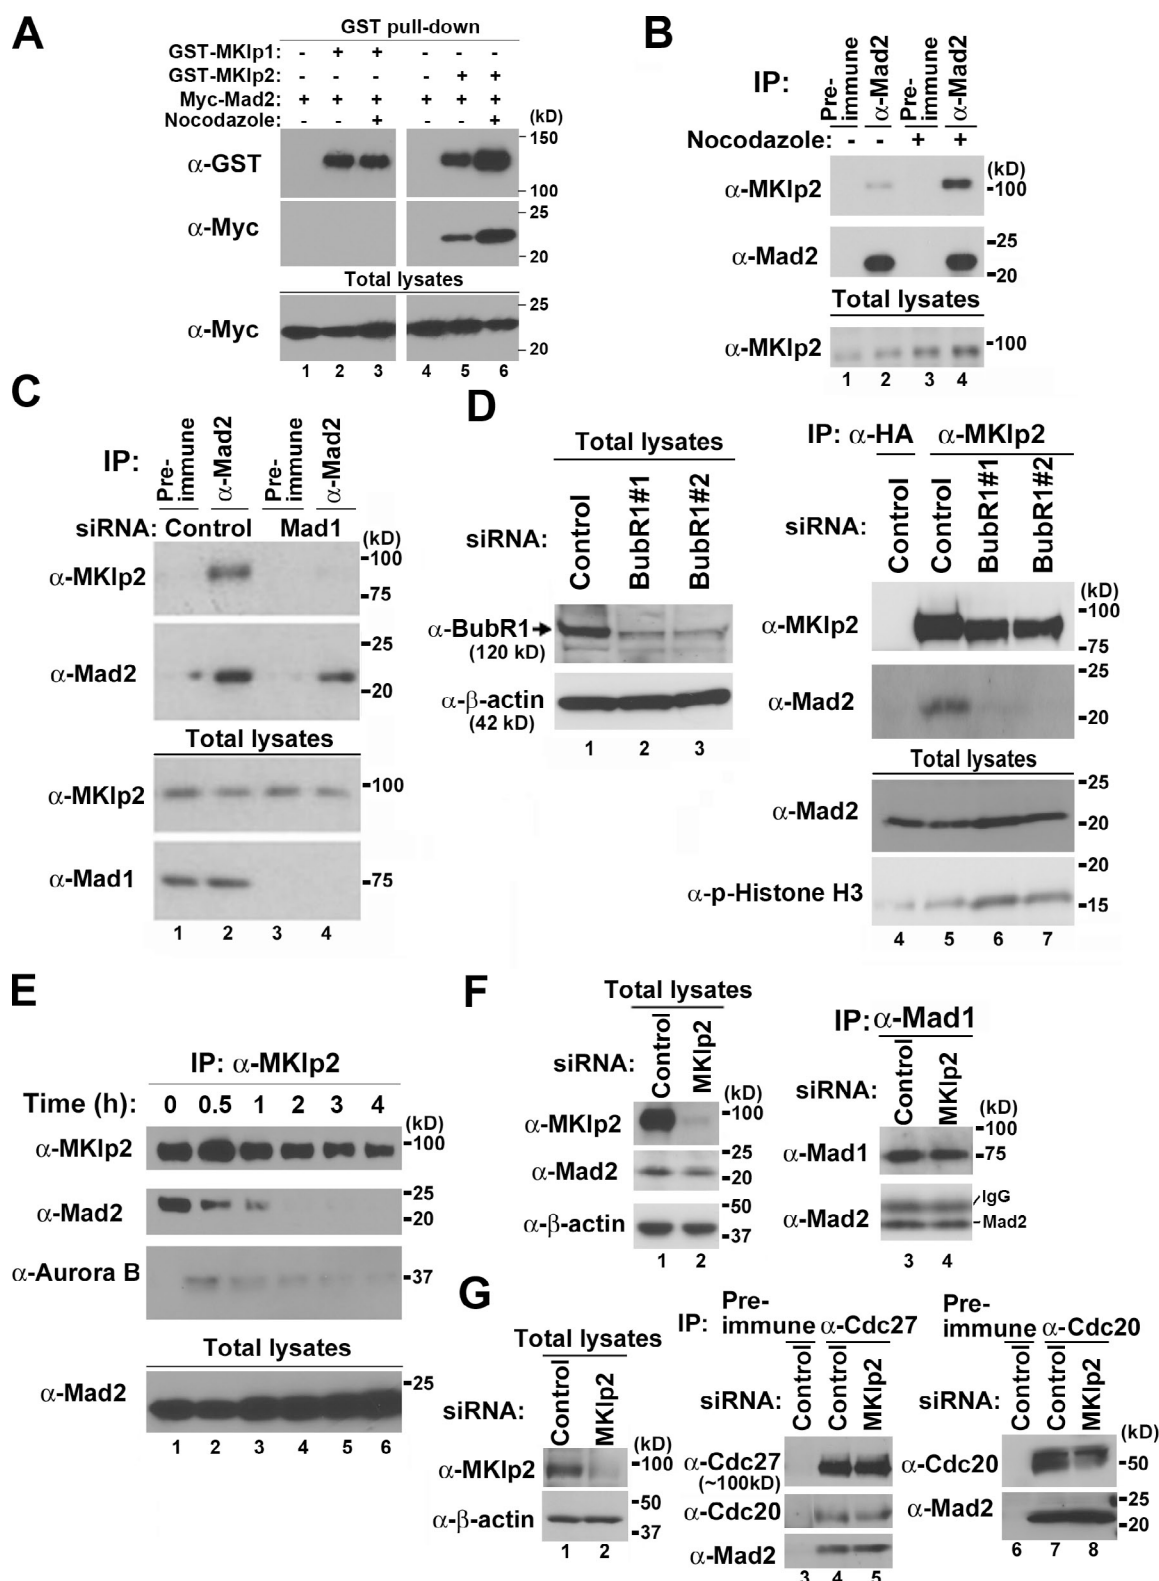 A
GST pull-down
GST-MKlp1: - + + - - -
GST-MKlp2: - - - - + +
Myc-Mad2: + + + + + +
Nocodazole: - - + - - +
(kD)
α-GST
150
100
α-Myc
25
20
Total lysates
α-Myc
25
20
1 2 3 4 5 6
B
IP:
Pre-immune
α-Mad2
Pre-immune
α-Mad2
Nocodazole: - - + +
(kD)
α-MKlp2
100
α-Mad2
25
20
Total lysates
α-MKlp2
100
1 2 3 4
C
IP:
Pre-immune
α-Mad2
Pre-immune
α-Mad2
siRNA: Control Mad1
(kD)
α-MKlp2
100
75
α-Mad2
25
20
Total lysates
α-MKlp2
100
α-Mad1
75
1 2 3 4
D
Total lysates
siRNA:
Control
BubR1#1
BubR1#2
α-BubR1
(120 kD)
α-β-actin
(42 kD)
1 2 3
IP: α-HA α-MKlp2
siRNA:
Control
Control
BubR1#1
BubR1#2
(kD)
α-MKlp2
100
75
α-Mad2
25
20
Total lysates
α-Mad2
25
20
α-p-Histone H3
20
15
4 5 6 7
E
IP: α-MKlp2
Time (h): 0 0.5 1 2 3 4
(kD)
α-MKlp2
100
α-Mad2
25
20
α-Aurora B
37
Total lysates
α-Mad2
25
1 2 3 4 5 6
F
Total lysates
siRNA:
Control
MKlp2
(kD)
α-MKlp2
100
α-Mad2
25
20
α-β-actin
50
37
1 2
IP: α-Mad1
siRNA:
Control
MKlp2
(kD)
α-Mad1
100
75
α-Mad2
IgG
Mad2
3 4
G
Total lysates
siRNA:
Control
MKlp2
(kD)
α-MKlp2
100
α-β-actin
50
37
1 2
IP:
Pre-
immune α-Cdc27
siRNA:
Control
Control
MKlp2
α-Cdc27
(~100kD)
α-Cdc20
α-Mad2
3 4 5
Pre-
immune α-Cdc20
siRNA:
Control
Control
MKlp2
(kD)
α-Cdc20
50
α-Mad2
25
20
6 7 8